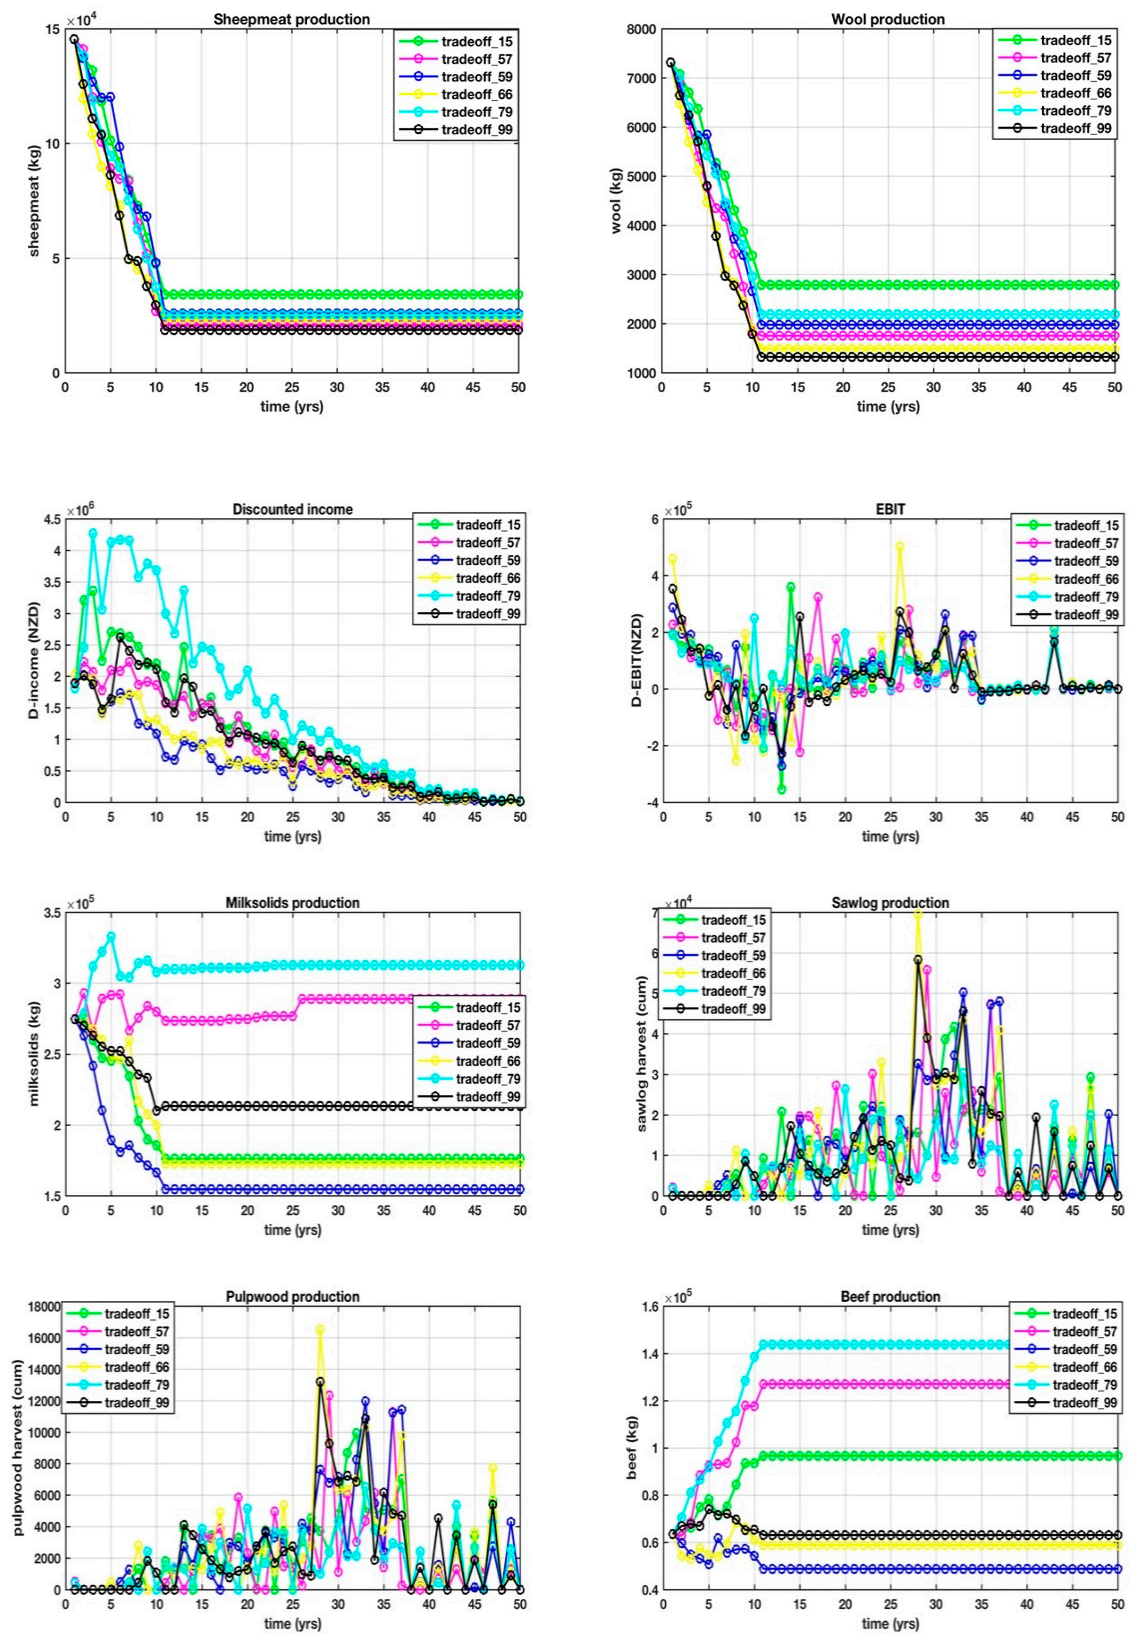 Sheepmeat production
×10⁴
15
10
5
0
sheepmeat (kg)
0 5 10 15 20 25 30 35 40 45 50
time (yrs)
tradeoff_15
tradeoff_57
tradeoff_59
tradeoff_66
tradeoff_79
tradeoff_99
Wool production
8000
7000
6000
5000
4000
3000
2000
1000
wool (kg)
0 5 10 15 20 25 30 35 40 45 50
time (yrs)
tradeoff_15
tradeoff_57
tradeoff_59
tradeoff_66
tradeoff_79
tradeoff_99
Discounted income
×10⁶
4.5
4
3.5
3
2.5
2
1.5
1
0.5
0
D-income (NZD)
0 5 10 15 20 25 30 35 40 45 50
time (yrs)
tradeoff_15
tradeoff_57
tradeoff_59
tradeoff_66
tradeoff_79
tradeoff_99
EBIT
×10⁵
6
4
2
0
-2
-4
D-EBIT(NZD)
0 5 10 15 20 25 30 35 40 45 50
time (yrs)
tradeoff_15
tradeoff_57
tradeoff_59
tradeoff_66
tradeoff_79
tradeoff_99
Milksolids production
×10⁵
3.5
3
2.5
2
1.5
milksolids (kg)
0 5 10 15 20 25 30 35 40 45 50
time (yrs)
tradeoff_15
tradeoff_57
tradeoff_59
tradeoff_66
tradeoff_79
tradeoff_99
Sawlog production
×10⁴
7
5
4
3
2
1
0
sawlog harvest (cum)
0 5 10 15 20 25 30 35 40 45 50
time (yrs)
tradeoff_15
tradeoff_57
tradeoff_59
tradeoff_66
tradeoff_79
tradeoff_99
Pulpwood production
18000
16000
14000
12000
10000
8000
6000
4000
2000
0
pulpwood harvest (cum)
0 5 10 15 20 25 30 35 40 45 50
time (yrs)
tradeoff_15
tradeoff_57
tradeoff_59
tradeoff_66
tradeoff_79
tradeoff_99
Beef production
×10⁵
1.6
1.4
1.2
1
0.8
0.6
0.4
beef (kg)
0 5 10 15 20 25 30 35 40 45 50
time (yrs)
tradeoff_15
tradeoff_57
tradeoff_59
tradeoff_66
tradeoff_79
tradeoff_99